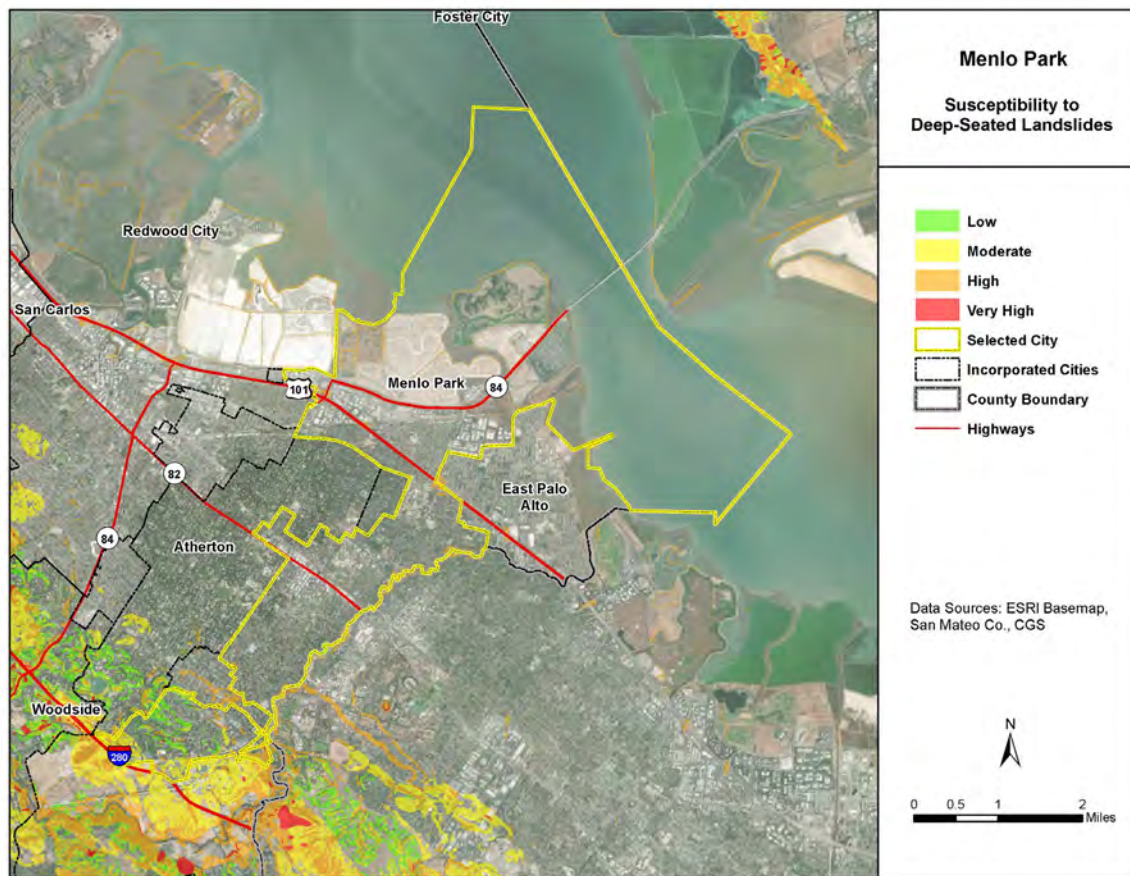 Foster City
Redwood City
San Carlos
101
Menlo Park
84
82
East Palo
Alto
84
Atherton
Woodside
280
Menlo Park
Susceptibility to
Deep-Seated Landslides
Low
Moderate
High
Very High
Selected City
Incorporated Cities
County Boundary
Highways
Data Sources: ESRI Basemap,
San Mateo Co., CGS
N
0 0.5 1 2
Miles